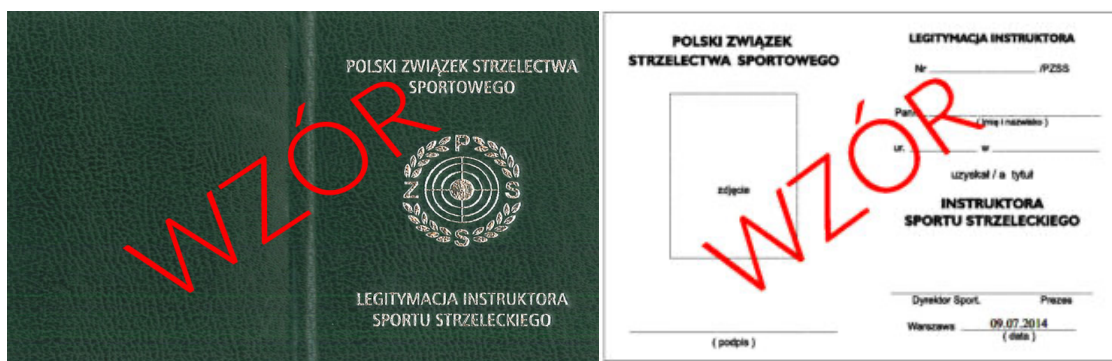 POLSKI ZWIĄZEK STRZELECTWA
SPORTOWEGO
P
Z S
S
LEGITYMACJA INSTRUKTORA
SPORTU STRZELECKIEGO
WZÓR
POLSKI ZWIĄZEK
STRZELECTWA SPORTOWEGO
zdjęcie
( podpis )
LEGITYMACJA INSTRUKTORA
Nr /PZSS
Pan
( imię i nazwisko )
ur. w
uzyskał / a tytuł
INSTRUKTORA
SPORTU STRZELECKIEGO
Dyrektor Sport. Prezes
Warszawa 09.07.2014
( data )
WZÓR